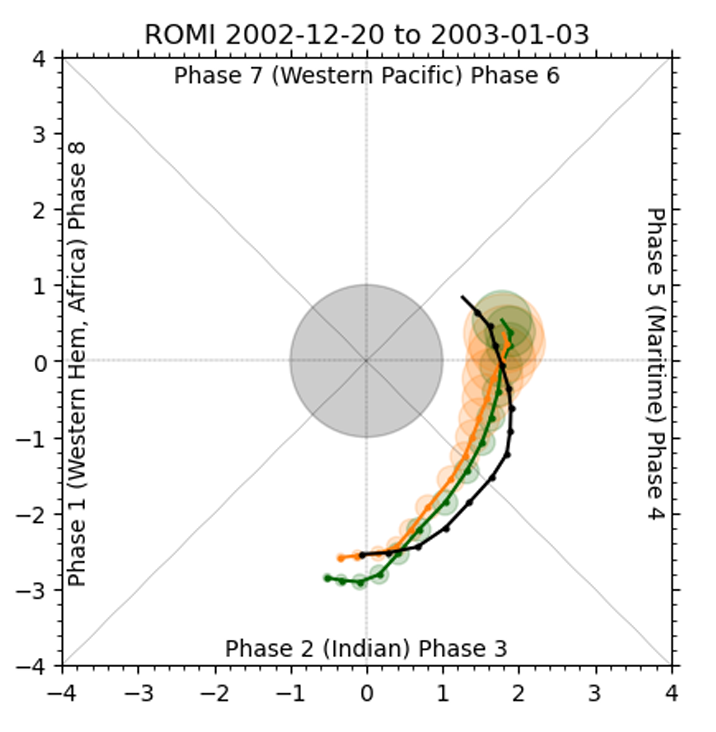 ROMI 2002-12-20 to 2003-01-03
Phase 7 (Western Pacific) Phase 6
Phase 1 (Western Hem, Africa) Phase 8
Phase 5 (Maritime) Phase 4
Phase 2 (Indian) Phase 3
4
3
2
1
0
−1
−2
−3
−4
−4 −3 −2 −1 0 1 2 3 4